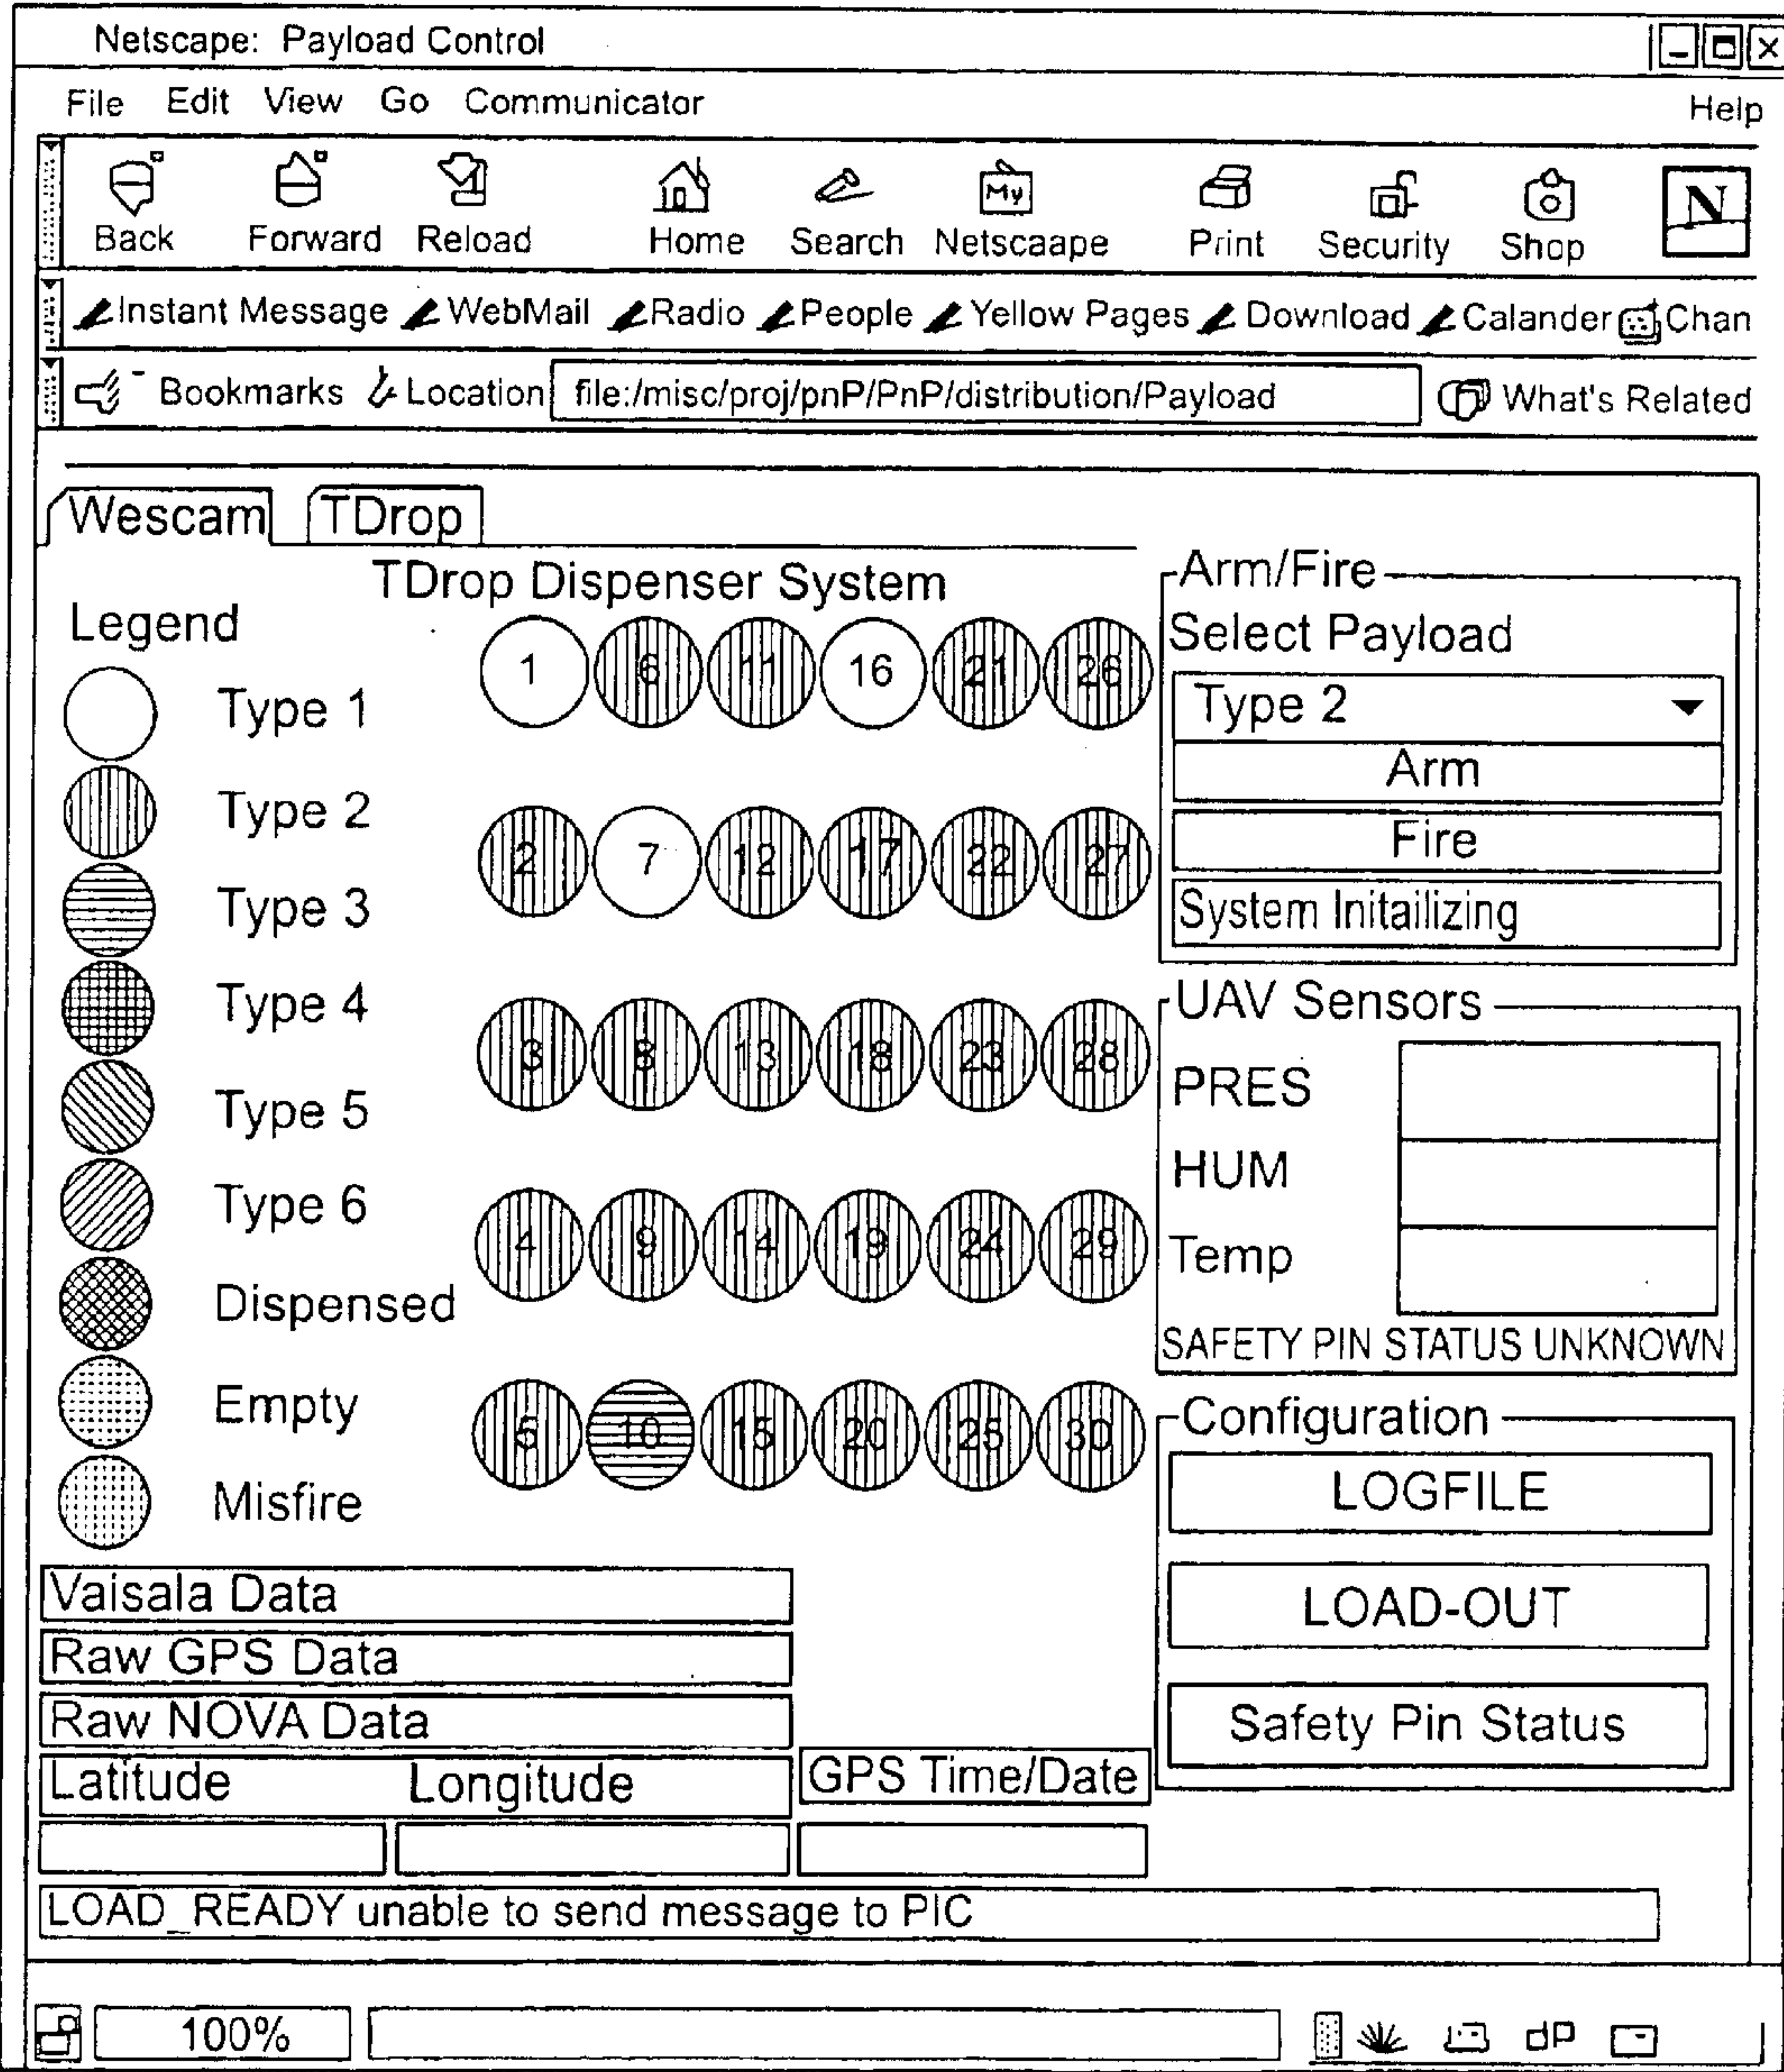 Netscape: Payload Control
File Edit View Go Communicator Help
My N
Back Forward Reload Home Search Netscaape Print Security Shop
Instant Message WebMail Radio People Yellow Pages Download Calander Chan
Bookmarks Location file:/misc/proj/pnP/PnP/distribution/Payload What's Related
Wescam TDrop
TDrop Dispenser System
Legend
Type 1
Type 2
Type 3
Type 4
Type 5
Type 6
Dispensed
Empty
Misfire
1 6 11 16 21 26
2 7 12 17 22 27
3 8 13 18 23 28
4 9 14 19 24 29
5 10 15 20 25 30
Arm/Fire
Select Payload
Type 2
Arm
Fire
System Initailizing
UAV Sensors
PRES
HUM
Temp
SAFETY PIN STATUS UNKNOWN
Configuration
LOGFILE
LOAD-OUT
Safety Pin Status
Vaisala Data
Raw GPS Data
Raw NOVA Data
Latitude Longitude GPS Time/Date
LOAD_READY unable to send message to PIC
100% dP